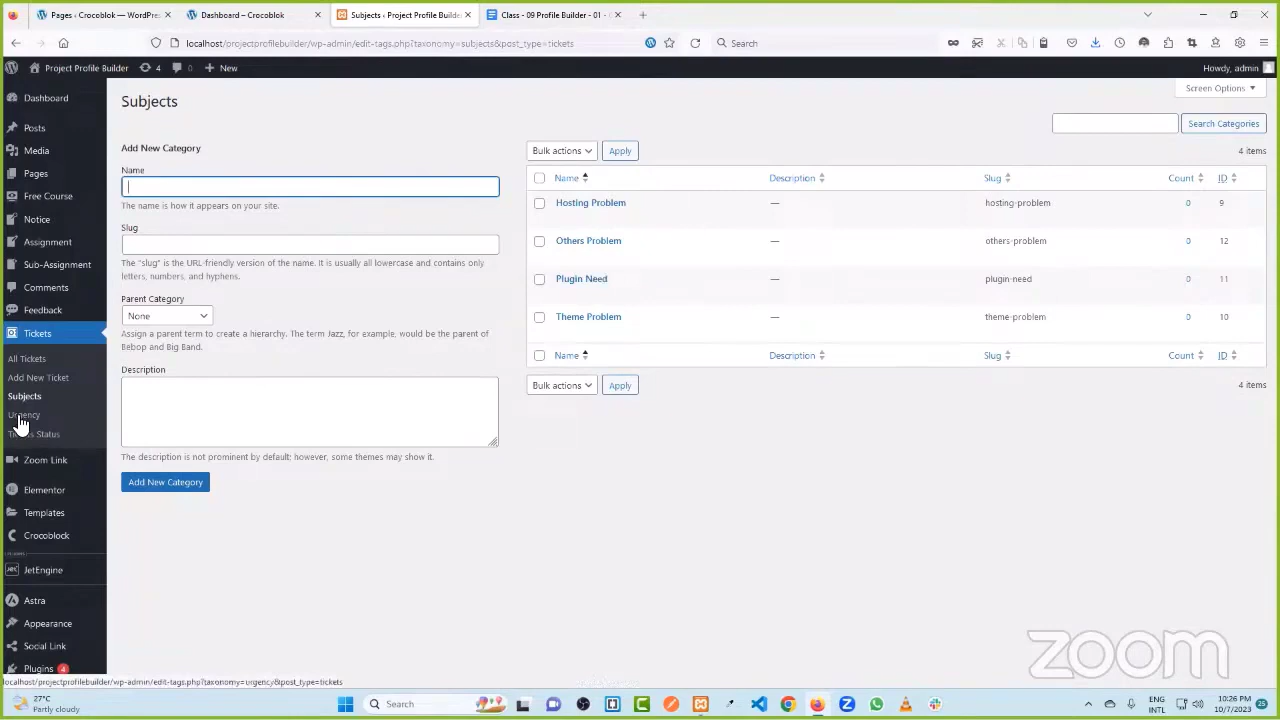 Pages ‹ Crocoblok — WordPres
Dashboard – Crocoblok
Subjects ‹ Project Profile Builde
Class - 09 Profile Builder - 01 -
localhost/projectprofilebuilder/wp-admin/edit-tags.php?taxonomy=subjects&post_type=tickets
Search
Project Profile Builder
4
0
New
Howdy, admin
Dashboard
Posts
Media
Pages
Free Course
Notice
Assignment
Sub-Assignment
Comments
Feedback
Tickets
All Tickets
Add New Ticket
Subjects
Urgency
Status
Zoom Link
Elementor
Templates
Crocoblock
JetEngine
Astra
Appearance
Social Link
Plugins 4
Subjects
Screen Options
Search Categories
Add New Category
Name
The name is how it appears on your site.
Slug
The "slug" is the URL-friendly version of the name. It is usually all lowercase and contains only
letters, numbers, and hyphens.
Parent Category
None
Assign a parent term to create a hierarchy. The term Jazz, for example, would be the parent of
Bebop and Big Band.
Description
The description is not prominent by default; however, some themes may show it.
Add New Category
Bulk actions
Apply
4 items
Name Description Slug Count ID
Hosting Problem — hosting-problem 0 9
Others Problem — others-problem 0 12
Plugin Need — plugin-need 0 11
Theme Problem — theme-problem 0 10
Name Description Slug Count ID
Bulk actions
Apply
4 items
zoom
localhost/projectprofilebuilder/wp-admin/edit-tags.php?taxonomy=urgency&post_type=tickets
27°C
Partly cloudy
Search
ENG
INTL
10:26 PM
10/7/2023
25